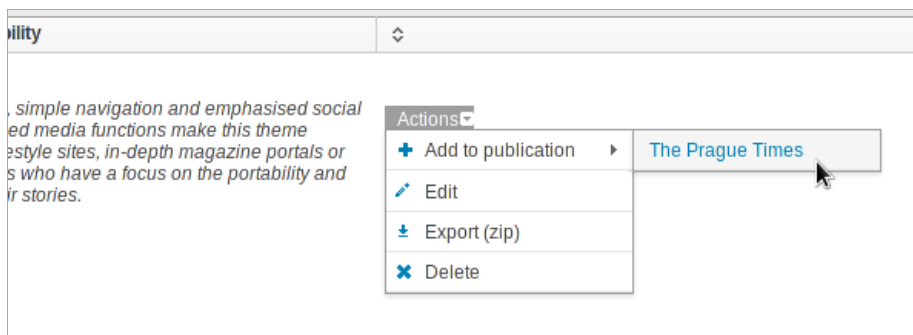 bility
, simple navigation and emphasised social
ed media functions make this theme
estyle sites, in-depth magazine portals or
s who have a focus on the portability and
ir stories.
Actions
Add to publication
The Prague Times
Edit
Export (zip)
Delete